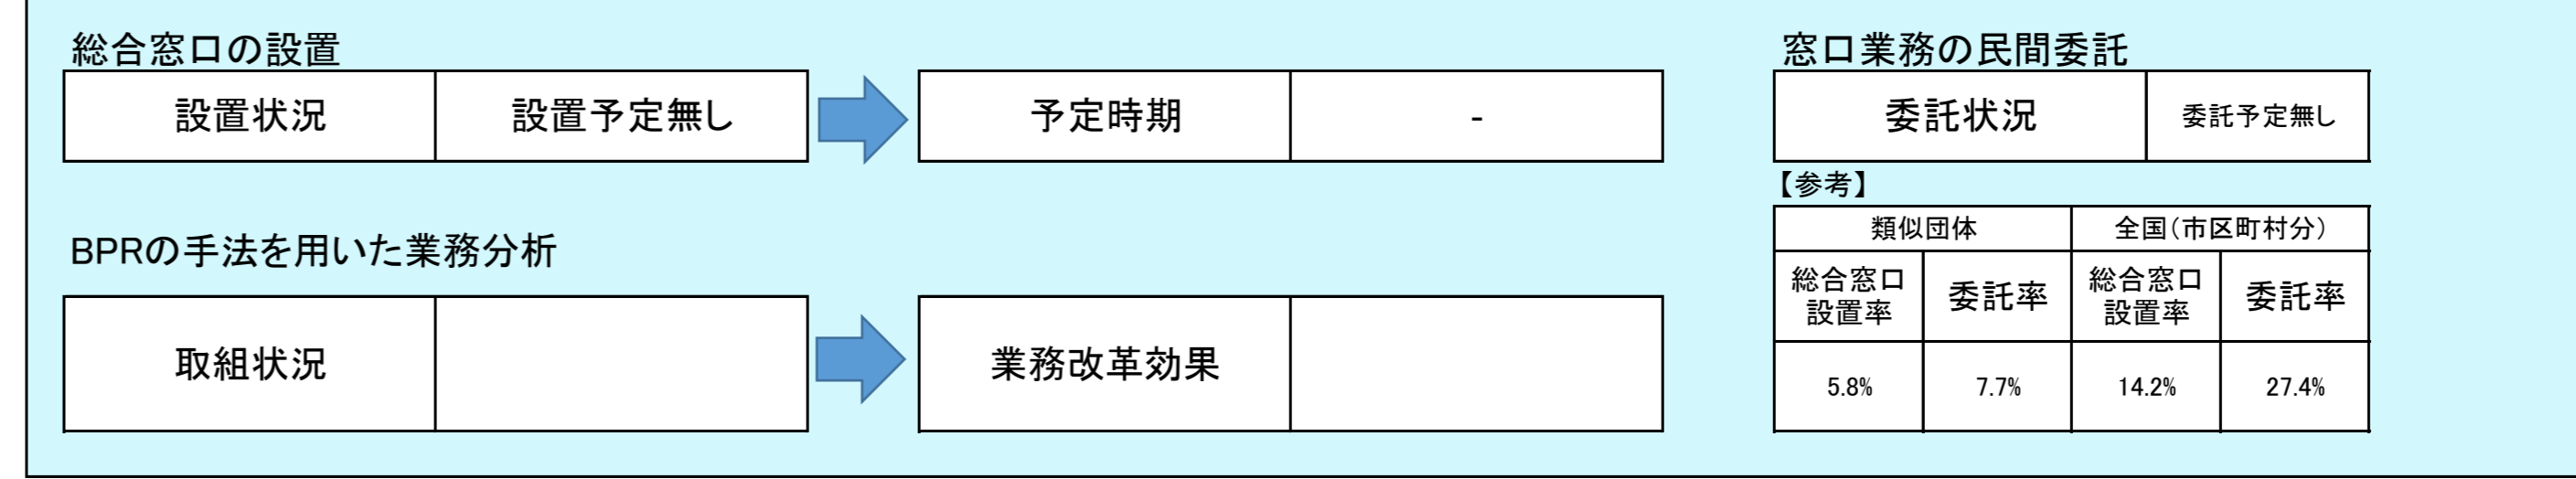 総合窓口の設置
設置状況 設置予定無し 予定時期 -
BPRの手法を用いた業務分析
取組状況 業務改革効果
窓口業務の民間委託
委託状況 委託予定無し
【参考】
類似団体 全国(市区町村分)
総合窓口
設置率
委託率
総合窓口
設置率
委託率
5.8% 7.7% 14.2% 27.4%